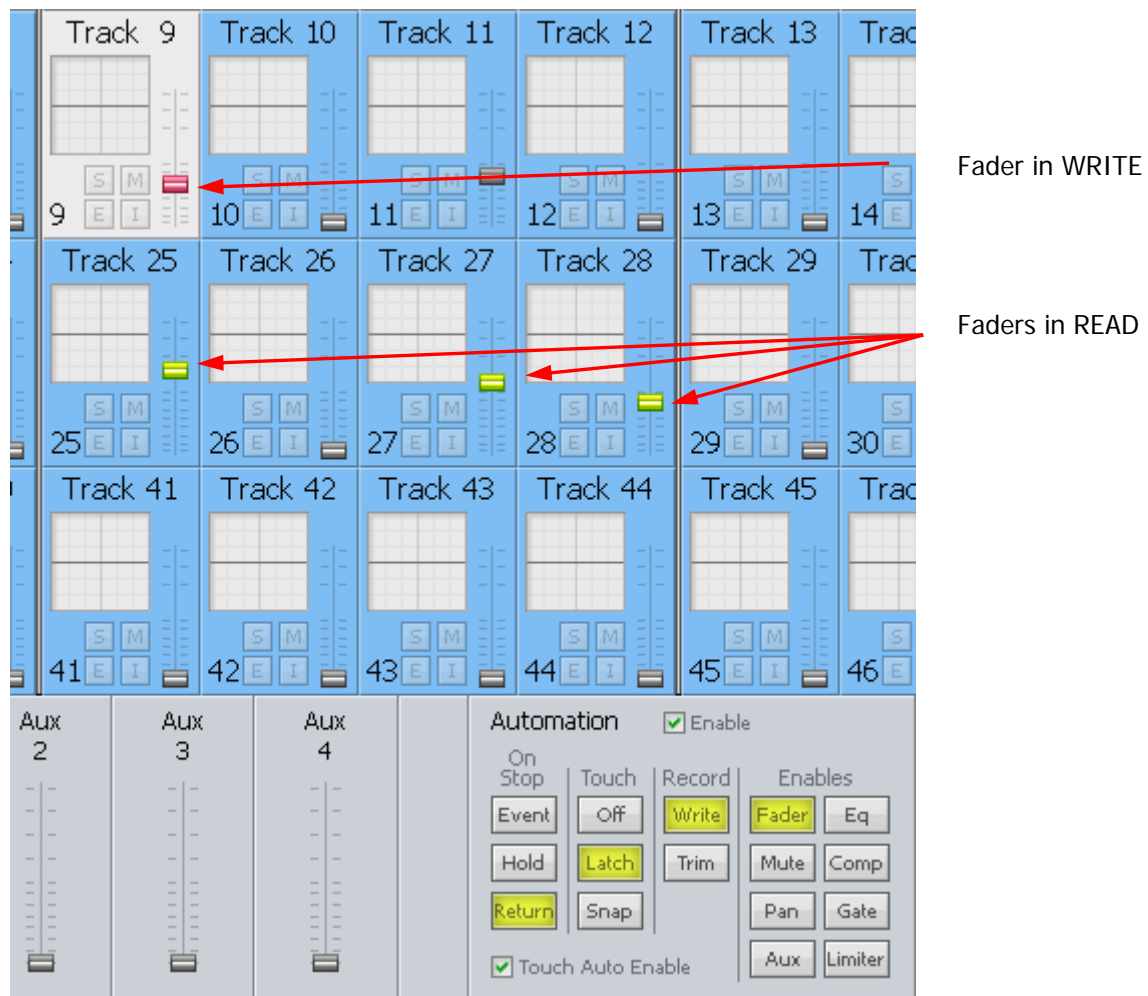 Track 9 Track 10 Track 11 Track 12 Track 13 Trac
S M S M S M S M S M S
Fader in WRITE
9 E I 10 E I 11 E I 12 E I 13 E I 14 E
Track 25 Track 26 Track 27 Track 28 Track 29 Trac
Faders in READ
S M S M S M S M S M S
25 E I 26 E I 27 E I 28 E I 29 E I 30 E
Track 41 Track 42 Track 43 Track 44 Track 45 Trac
S M S M S M S M S M S
41 E I 42 E I 43 E I 44 E I 45 E I 46 E
Aux Aux Aux Automation Enable
2 3 4
On
Stop Touch Record Enables
Event Off Write Fader Eq
Hold Latch Trim Mute Comp
Return Snap Pan Gate
Touch Auto Enable Aux Limiter